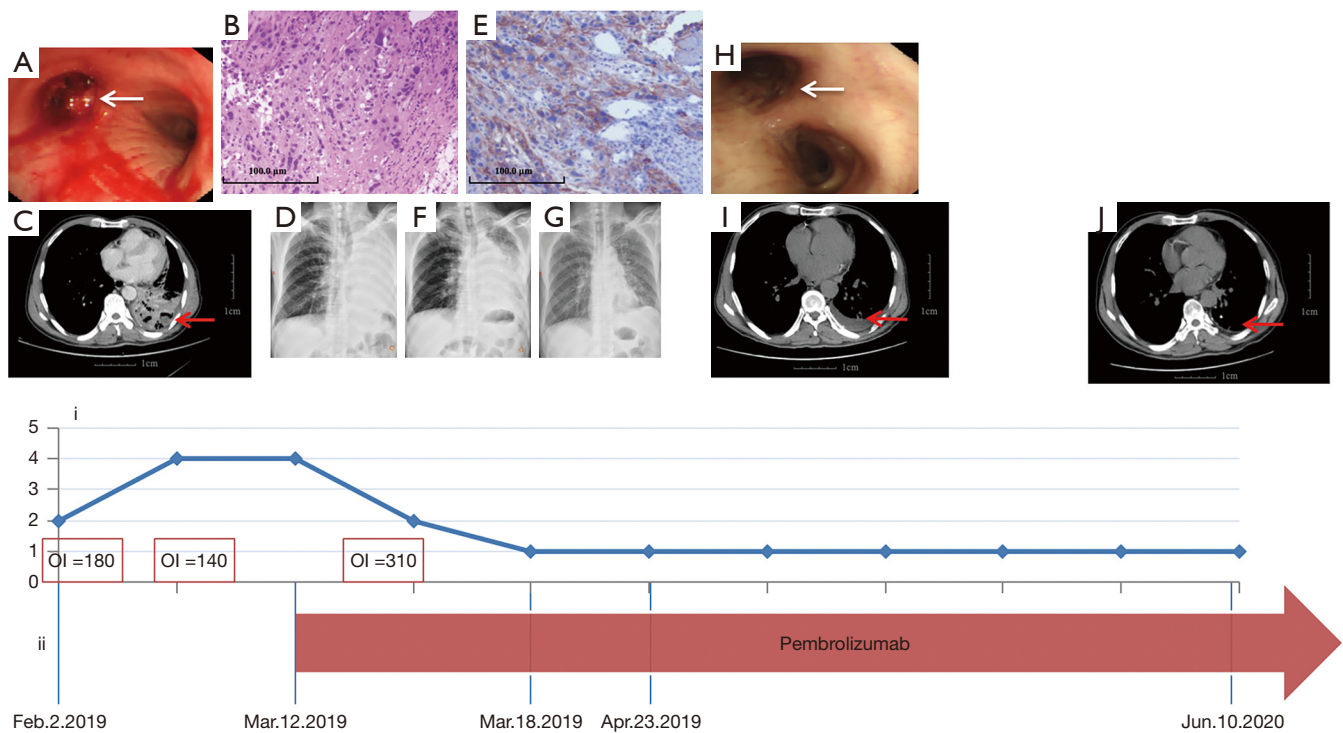 A
B
E
H
100.0 µm
100.0 µm
C
D
F
G
I
J
1cm
1cm
1cm
1cm
1cm
1cm
i
5
4
3
2
1
0
OI =180
OI =140
OI =310
ii
Pembrolizumab
Feb.2.2019
Mar.12.2019
Mar.18.2019
Apr.23.2019
Jun.10.2020